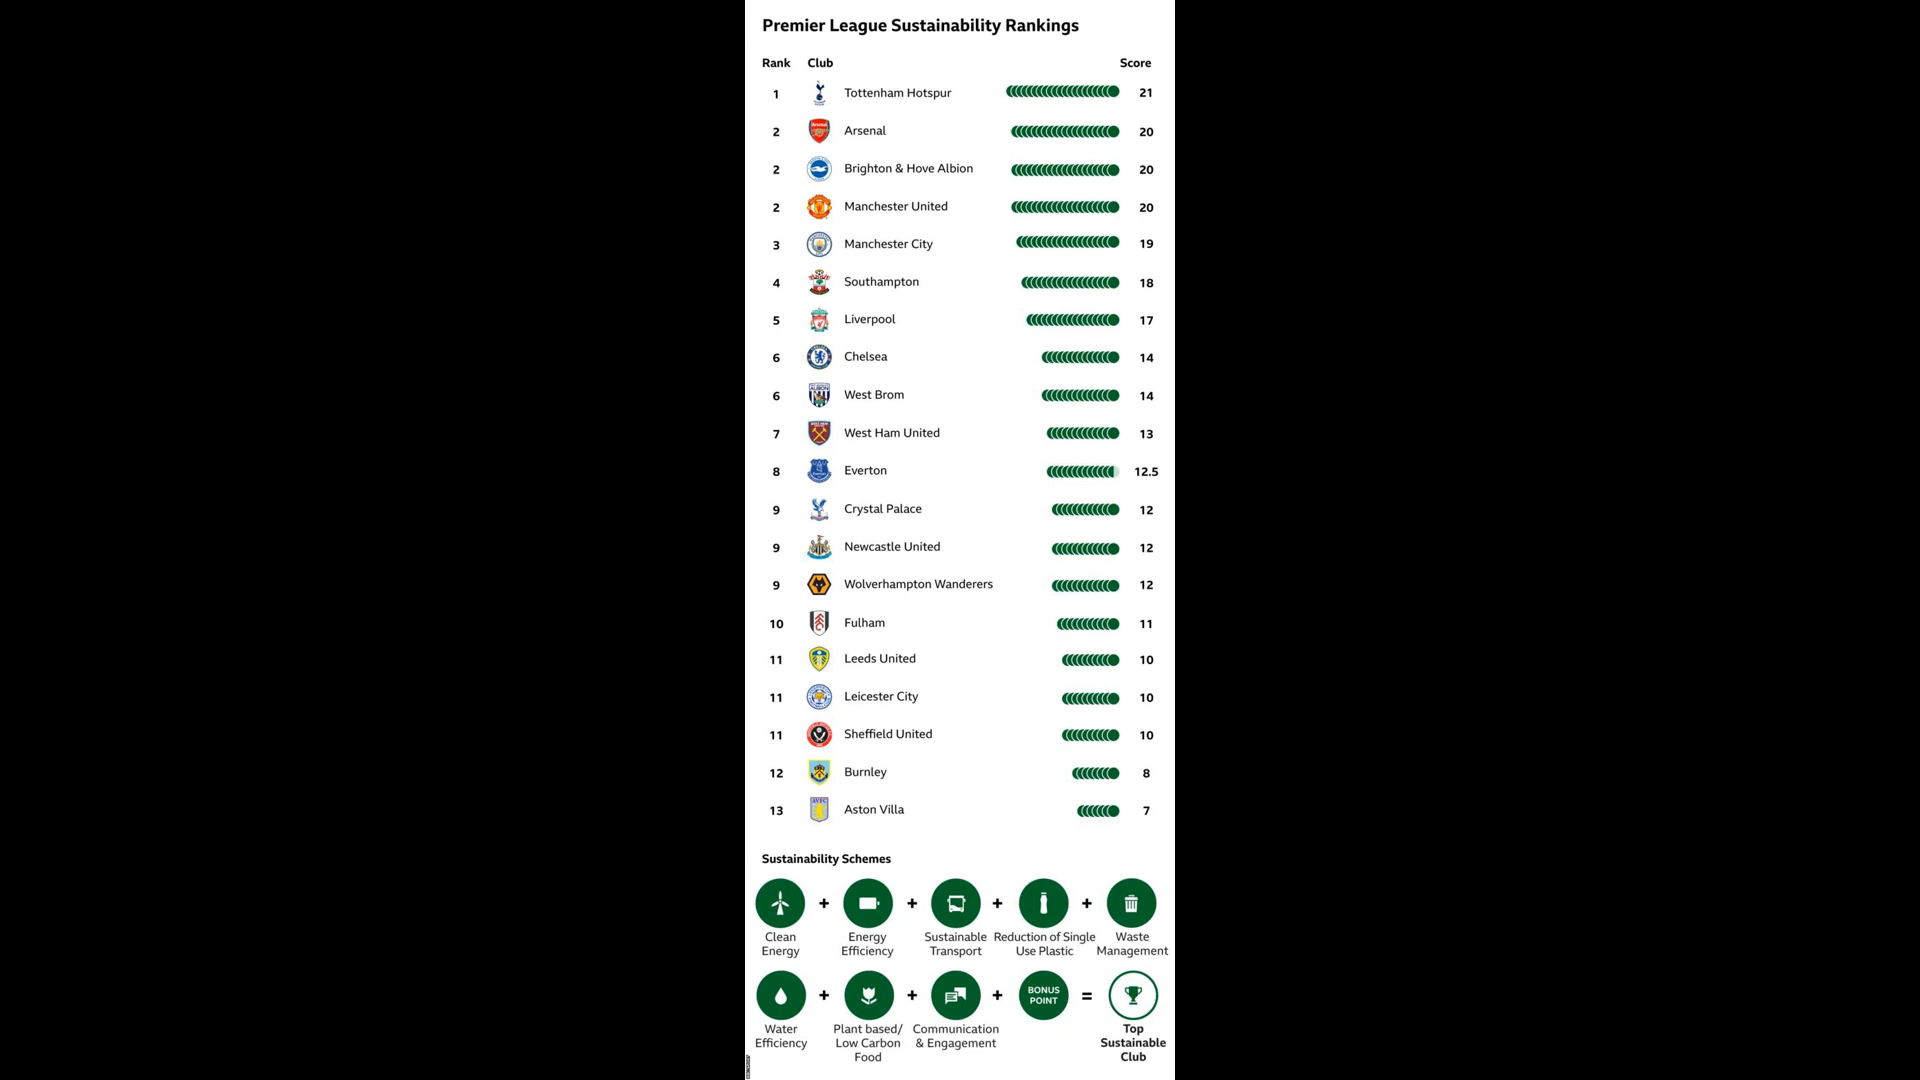 Premier League Sustainability Rankings
Rank Club Score
1 Tottenham Hotspur 21
2 Arsenal 20
2 Brighton & Hove Albion 20
2 Manchester United 20
3 Manchester City 19
4 Southampton 18
5 Liverpool 17
6 Chelsea 14
6 West Brom 14
7 West Ham United 13
8 Everton 12.5
9 Crystal Palace 12
9 Newcastle United 12
9 Wolverhampton Wanderers 12
10 Fulham 11
11 Leeds United 10
11 Leicester City 10
11 Sheffield United 10
12 Burnley 8
13 Aston Villa 7
Sustainability Schemes
+ + + +
Clean Energy Sustainable Reduction of Single Waste
Energy Efficiency Transport Use Plastic Management
+ + + BONUS =
POINT
Water Plant based/ Communication Top
Efficiency Low Carbon & Engagement Sustainable
Food Club